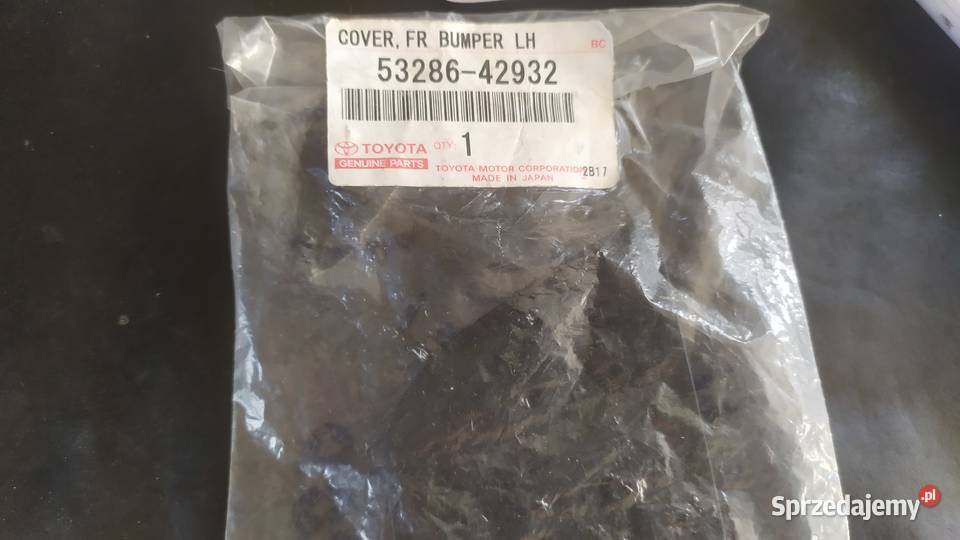 COVER, FR BUMPER LH BC
53286-42932
TOYOTA QTY: 1
GENUINE PARTS
TOYOTA MOTOR CORPORATION 2B17
MADE IN JAPAN
Sprzedajemy.pl